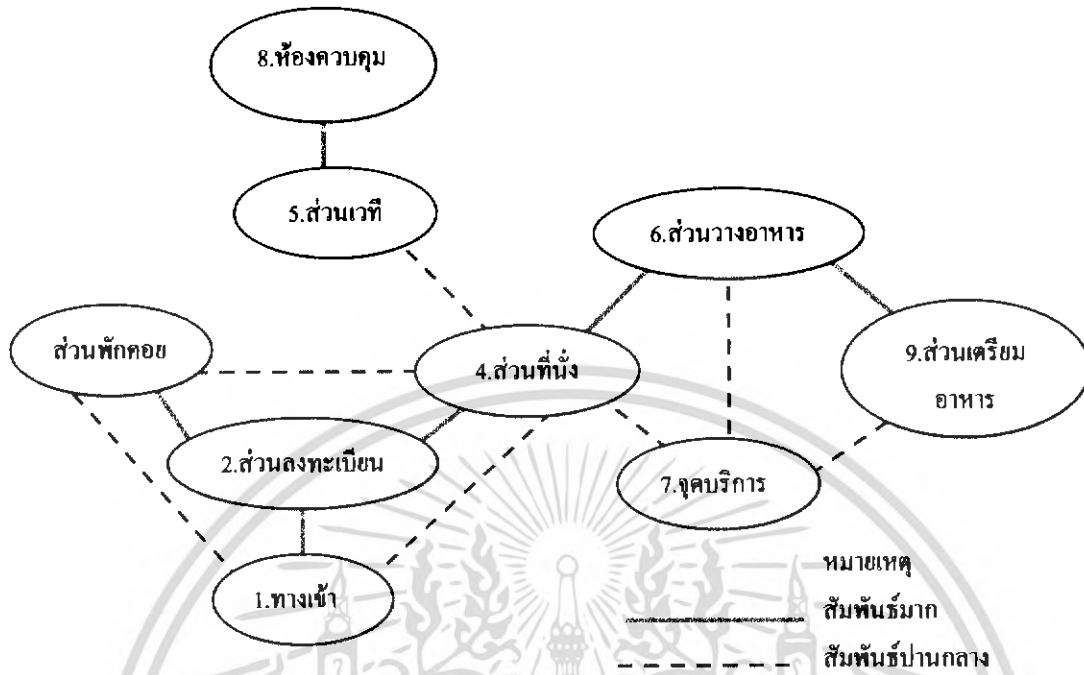 8.ห้องควบคุม
5.ส่วนเวที
6.ส่วนวางอาหาร
ส่วนพักคอย
4.ส่วนที่นั่ง
9.ส่วนเตรียม
อาหาร
2.ส่วนลงทะเบียน
7.จุดบริการ
1.ทางเข้า
หมายเหตุ
สัมพันธ์มาก
สัมพันธ์ปานกลาง